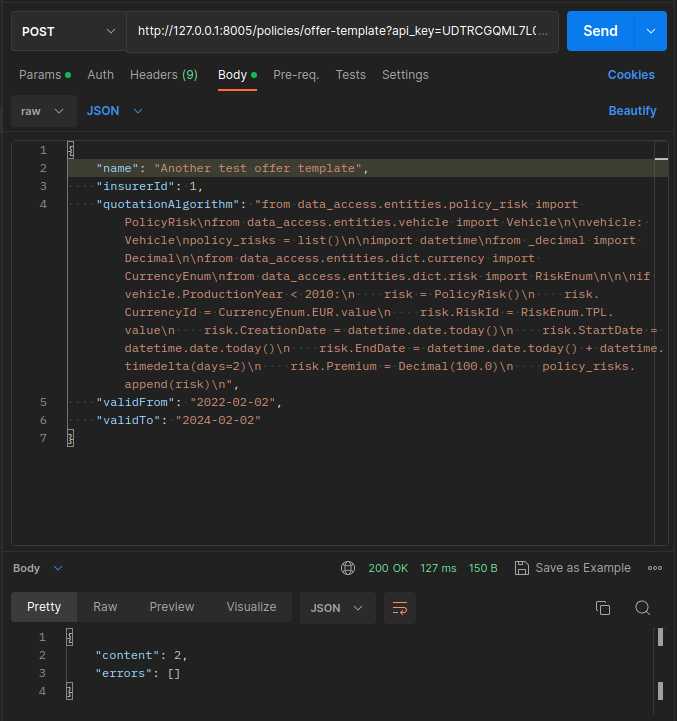 POST http://127.0.0.1:8005/policies/offer-template?api_key=UDTRCGQML7L(... Send
Params Auth Headers (9) Body Pre-req. Tests Settings Cookies
raw JSON Beautify
1 {
2 "name": "Another test offer template",
3 "insurerId": 1,
4 "quotationAlgorithm": "from data_access.entities.policy_risk import
PolicyRisk\nfrom data_access.entities.vehicle import Vehicle\n\nvehicle:
Vehicle\npolicy_risks = list()\n\nimport datetime\nfrom _decimal import
Decimal\n\nfrom data_access.entities.dict.currency import
CurrencyEnum\nfrom data_access.entities.dict.risk import RiskEnum\n\n\nif
vehicle.ProductionYear < 2010:\n    risk = PolicyRisk()\n    risk.
CurrencyId = CurrencyEnum.EUR.value\n    risk.RiskId = RiskEnum.TPL.
value\n    risk.CreationDate = datetime.date.today()\n    risk.StartDate =
datetime.date.today()\n    risk.EndDate = datetime.date.today() + datetime.
timedelta(days=2)\n    risk.Premium = Decimal(100.0)\n    policy_risks.
append(risk)\n",
5 "validFrom": "2022-02-02",
6 "validTo": "2024-02-02"
7 }
Body 200 OK 127 ms 150 B Save as Example
Pretty Raw Preview Visualize JSON
1 {
2 "content": 2,
3 "errors": []
4 }